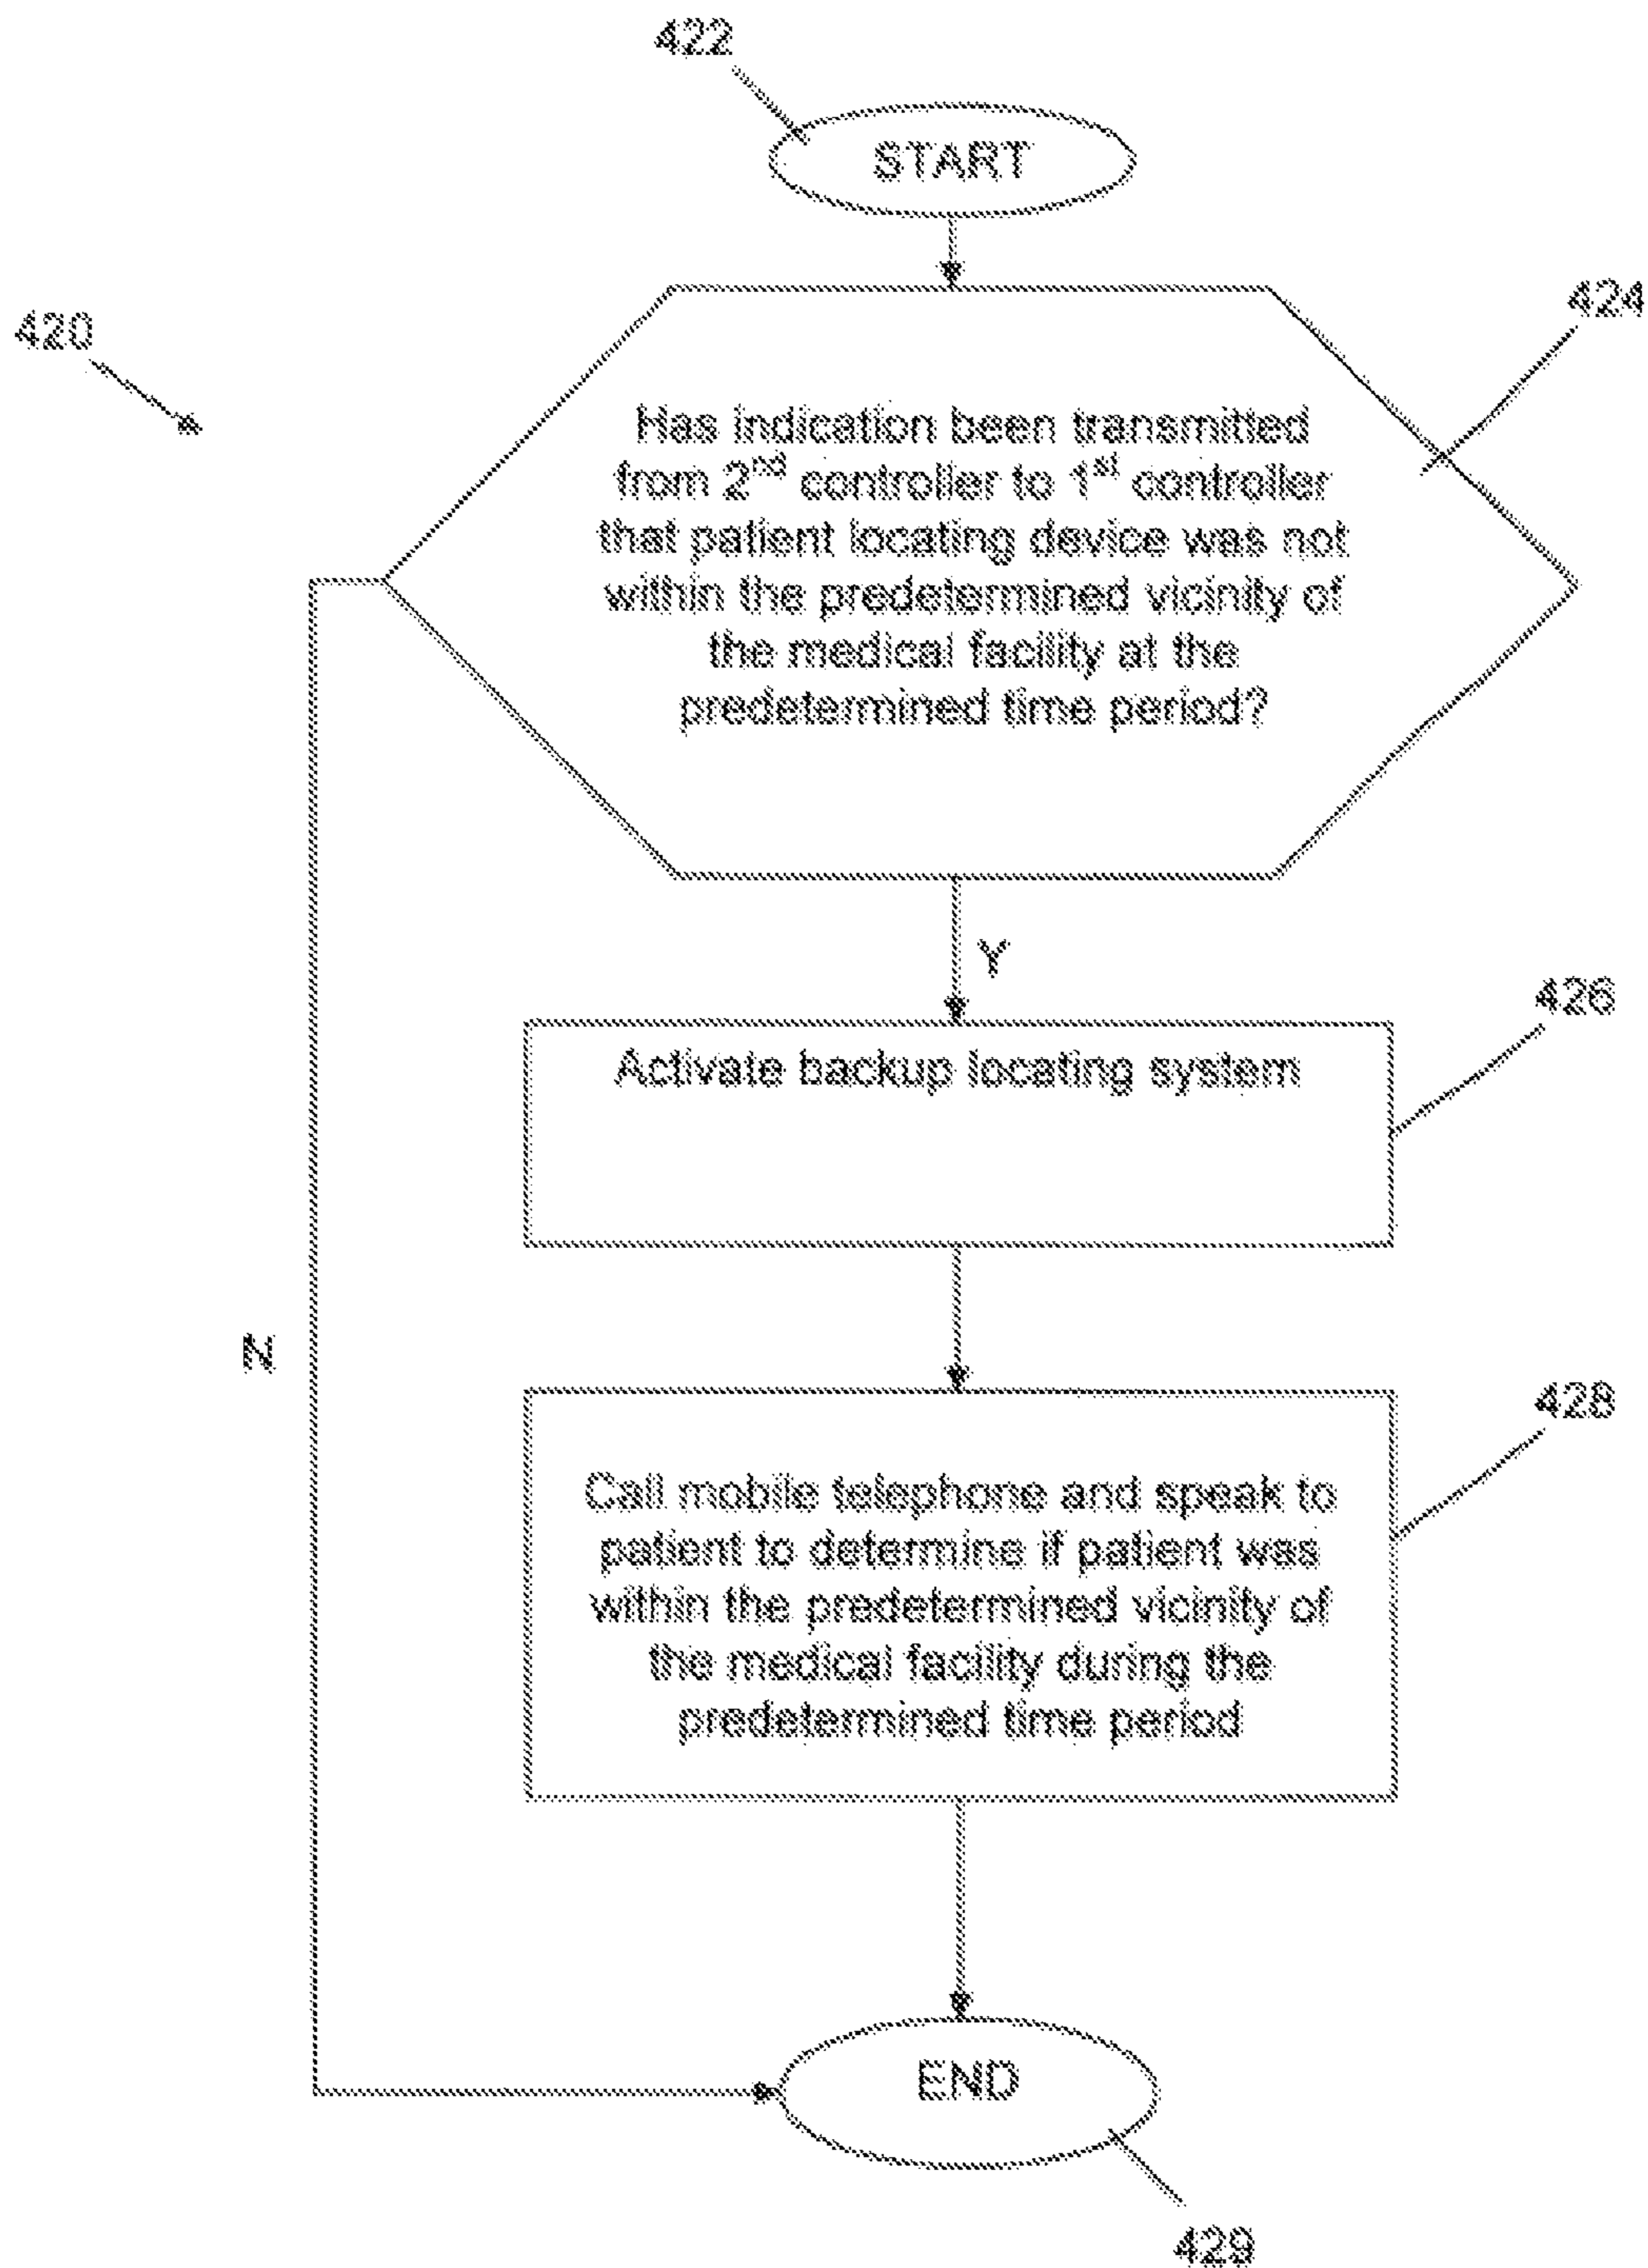 422
START
420
424
Has indication been transmitted
from 2nd controller to 1st controller
that patient locating device was not
within the predetermined vicinity of
the medical facility at the
predetermined time period?
Y
426
Activate backup locating system
N
428
Call mobile telephone and speak to
patient to determine if patient was
within the predetermined vicinity of
the medical facility during the
predetermined time period
END
429